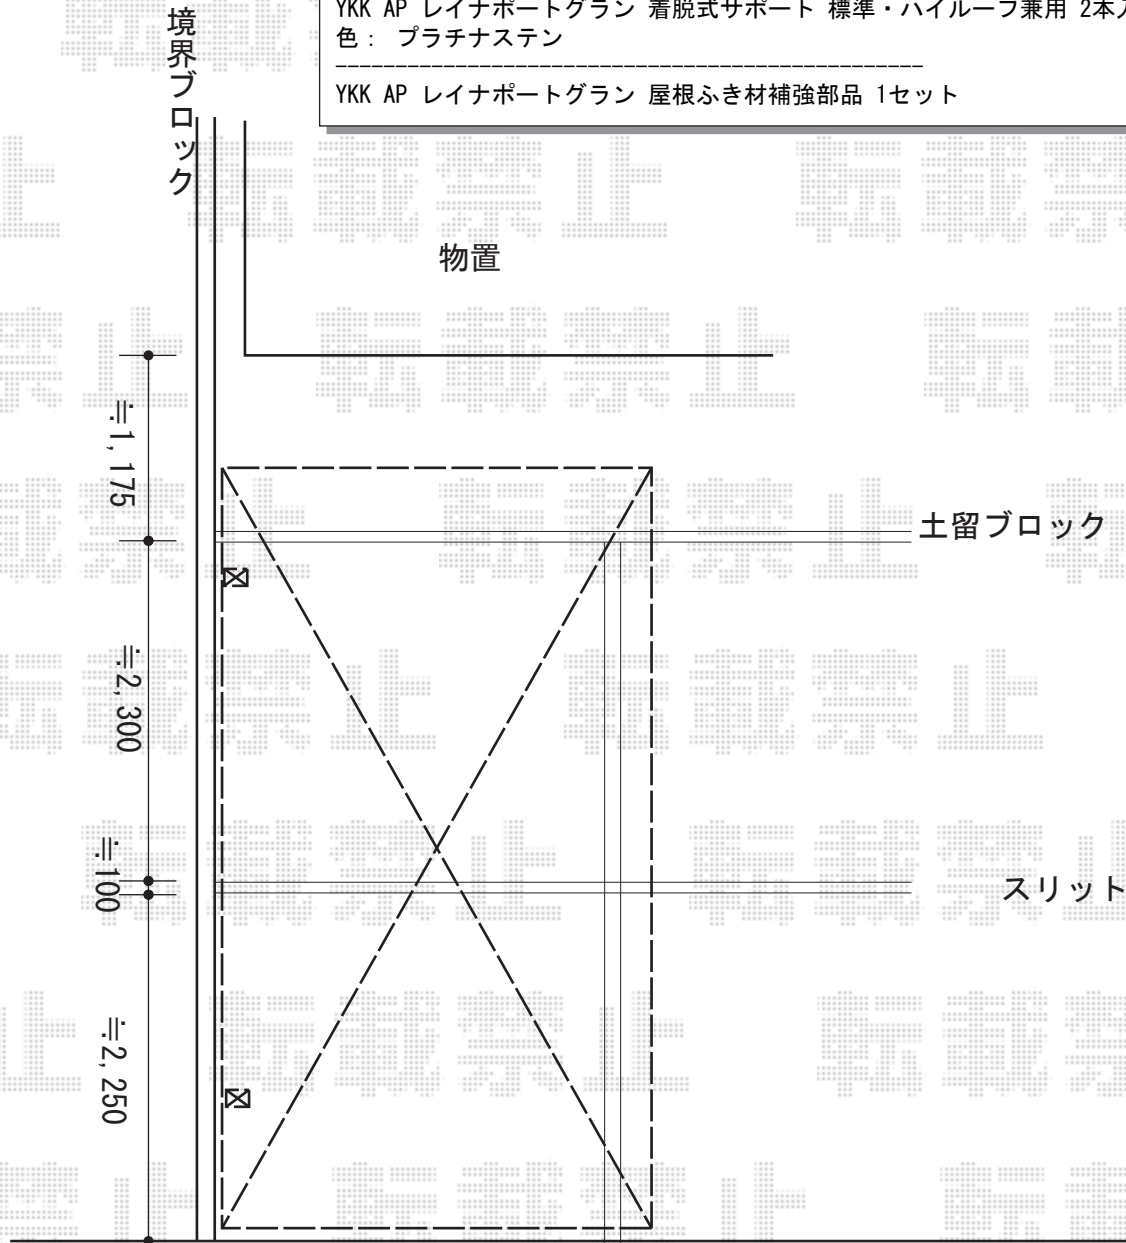 YKK AP レイナポートグラン 着脱式サポート 標準・ハイルーフ兼用 2本
色： プラチナステン
YKK AP レイナポートグラン 屋根ふき材補強部品 1セット
境界ブロック
物置
≒1,175
土留ブロック
≒2,300
≒100
スリット
≒2,250
転載禁止